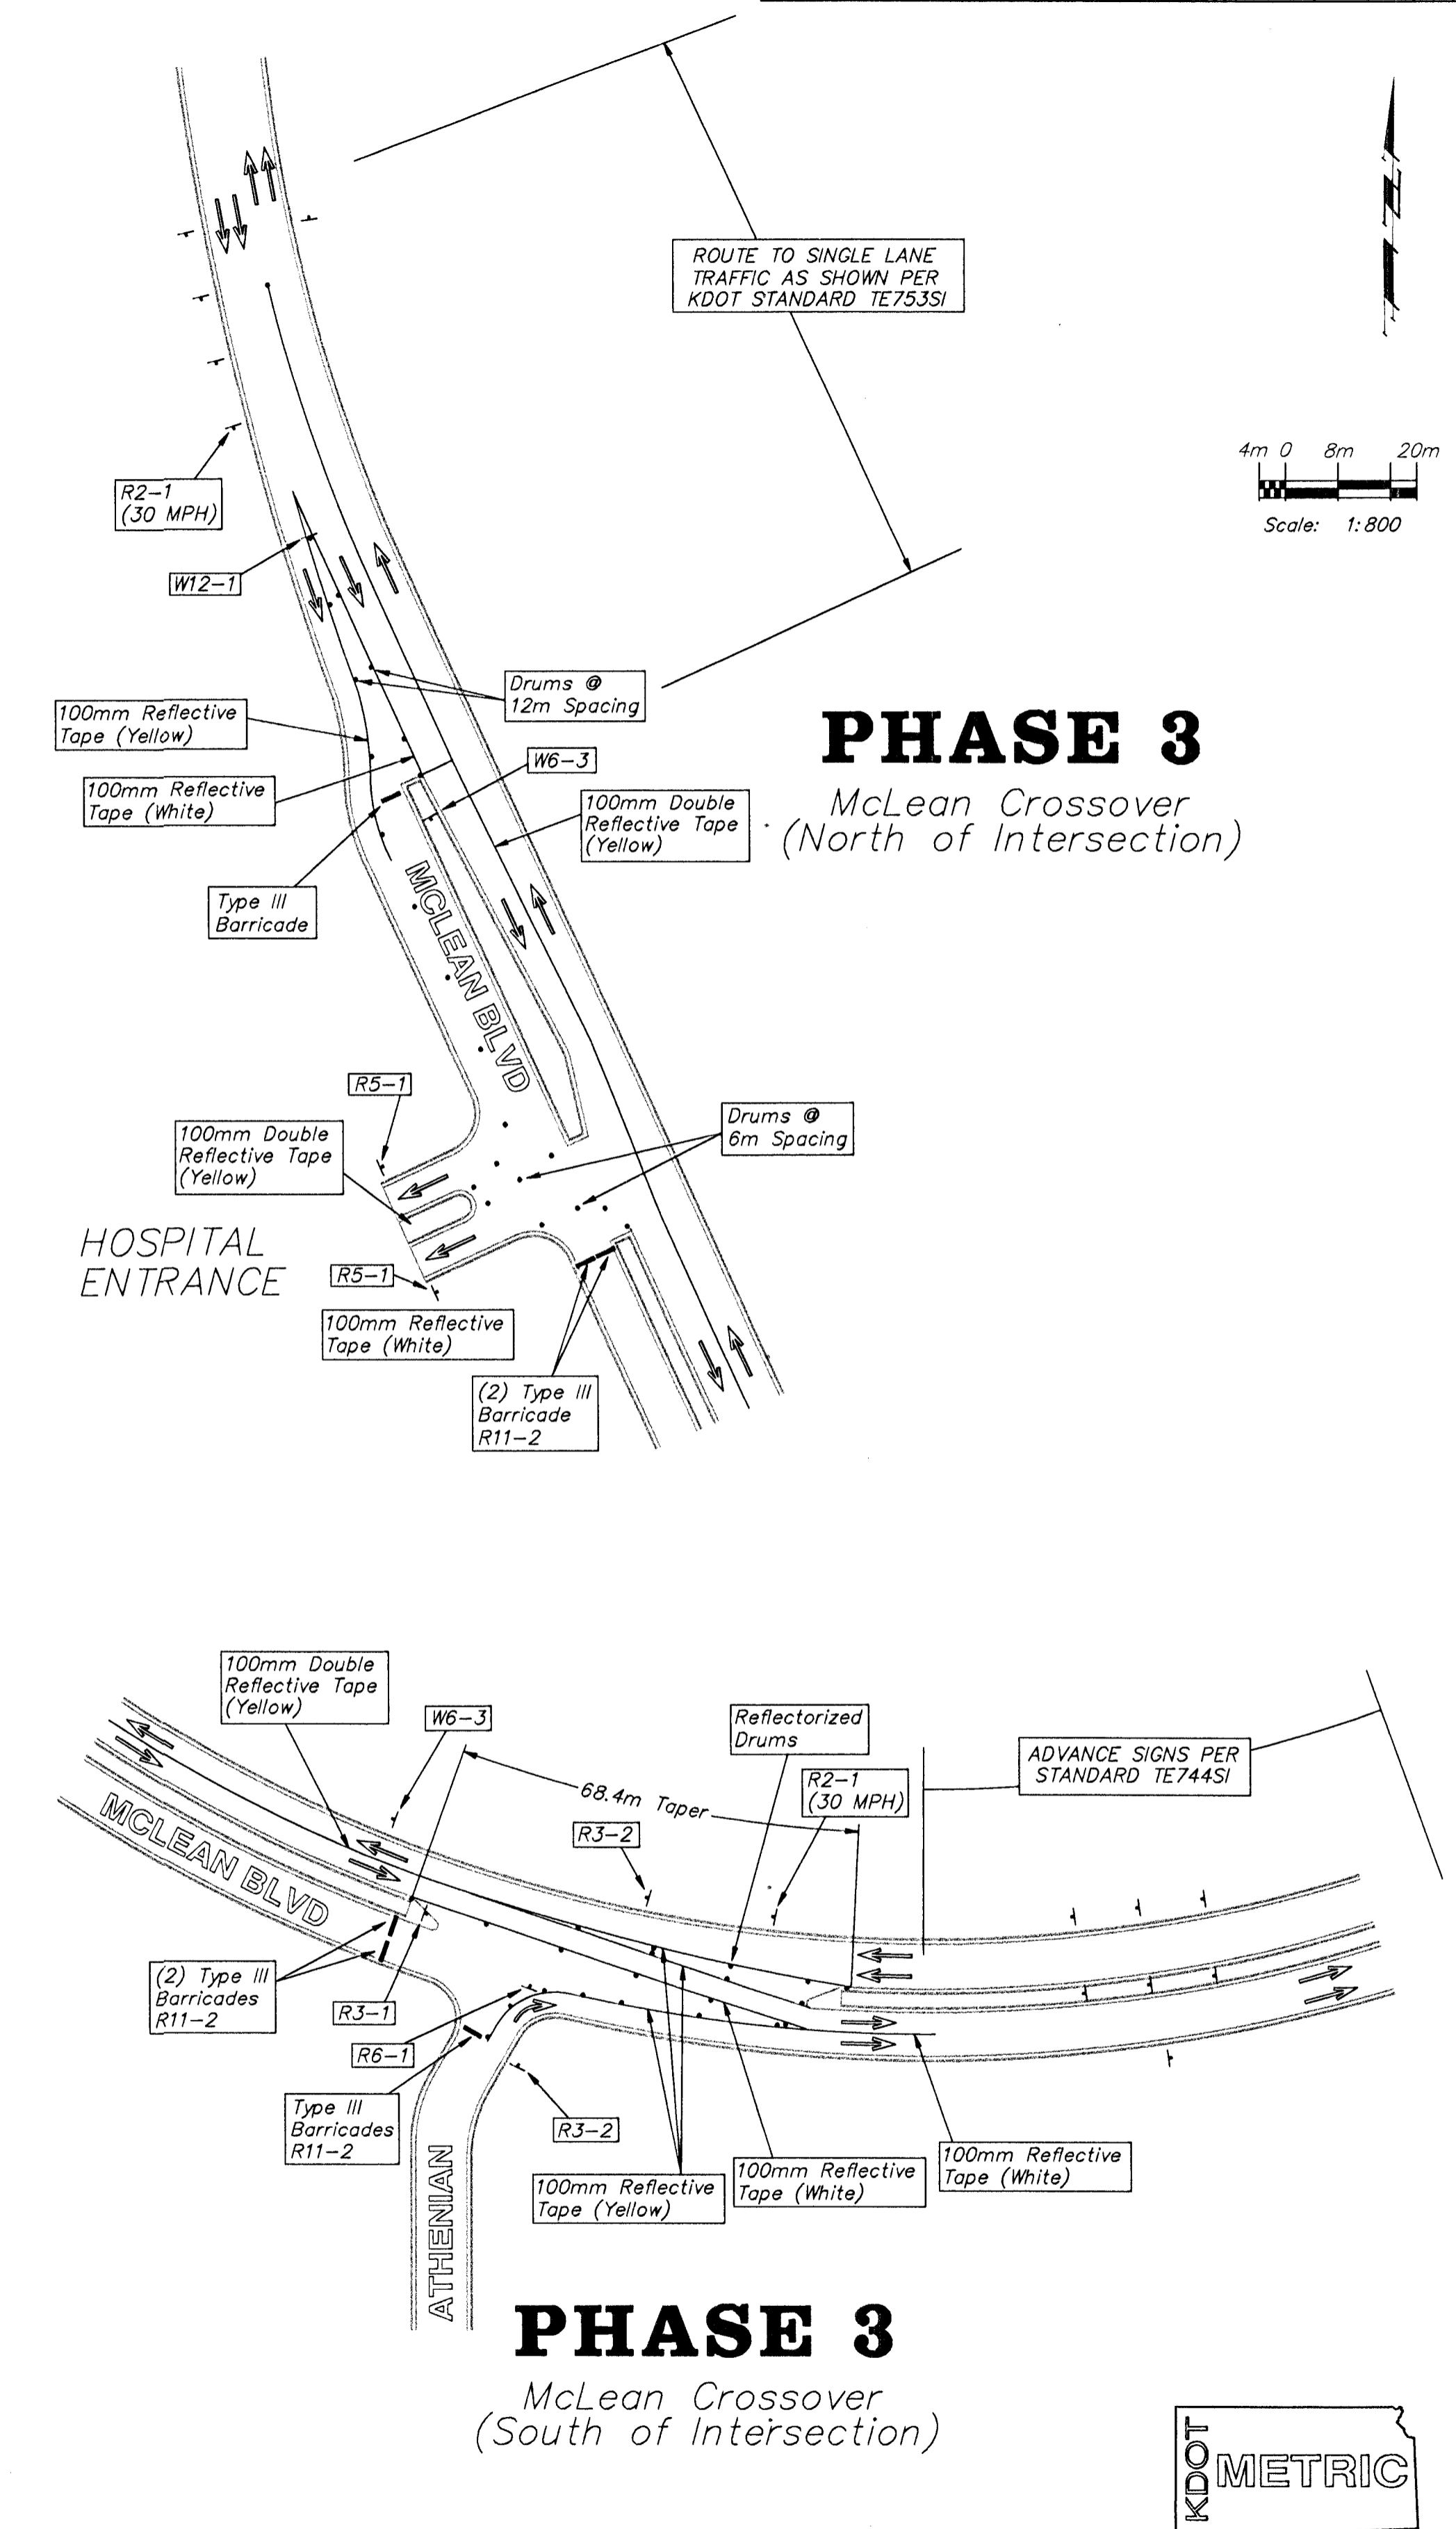 ROUTE TO SINGLE LANE
TRAFFIC AS SHOWN PER
KDOT STANDARD TE753SI
4m 0 8m 20m
Scale: 1:800
R2-1
(30 MPH)
W12-1
Drums @
12m Spacing
100mm Reflective
Tape (Yellow)
100mm Reflective
Tape (White)
W6-3
100mm Double
Reflective Tape
(Yellow)
PHASE 3
McLean Crossover
(North of Intersection)
Type III
Barricade
MCLEAN BLVD
R5-1
100mm Double
Reflective Tape
(Yellow)
Drums @
6m Spacing
HOSPITAL
ENTRANCE
R5-1
100mm Reflective
Tape (White)
(2) Type III
Barricade
R11-2
100mm Double
Reflective Tape
(Yellow)
W6-3
Reflectorized
Drums
ADVANCE SIGNS PER
STANDARD TE744SI
68.4m Taper
R2-1
(30 MPH)
R3-2
MCLEAN BLVD
(2) Type III
Barricades
R11-2
R3-1
R6-1
Type III
Barricades
R11-2
R3-2
100mm Reflective
Tape (Yellow)
100mm Reflective
Tape (White)
100mm Reflective
Tape (White)
ATHENIAN
PHASE 3
McLean Crossover
(South of Intersection)
KDOT
METRIC